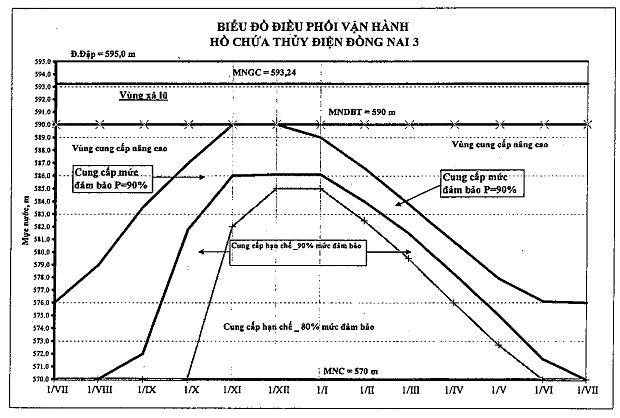 BIỂU ĐỒ ĐIỀU PHỐI VẬN HÀNH
HỒ CHỨA THỦY ĐIỆN ĐỒNG NAI 3
Đ.Đập = 595,0 m
MNGC = 593,24
Vùng xả lũ
MNDBT = 590 m
Vùng cung cấp nâng cao
Vùng cung cấp nâng cao
Cung cấp mức
đảm bảo P=90%
Cung cấp mức
đảm bảo P=90%
Cung cấp hạn chế _90% mức đảm bảo
Cung cấp hạn chế _ 80% mức đảm bảo
MNC = 570 m
Mực nước, m
595.0
594.0
593.0
592.0
591.0
590.0
589.0
588.0
587.0
586.0
585.0
584.0
583.0
582.0
581.0
580.0
579.0
578.0
577.0
576.0
575.0
574.0
573.0
572.0
571.0
570.0
1/VII 1/VIII 1/IX 1/X 1/XI 1/XII 1/I 1/II 1/III 1/IV 1/V 1/VI 1/VII